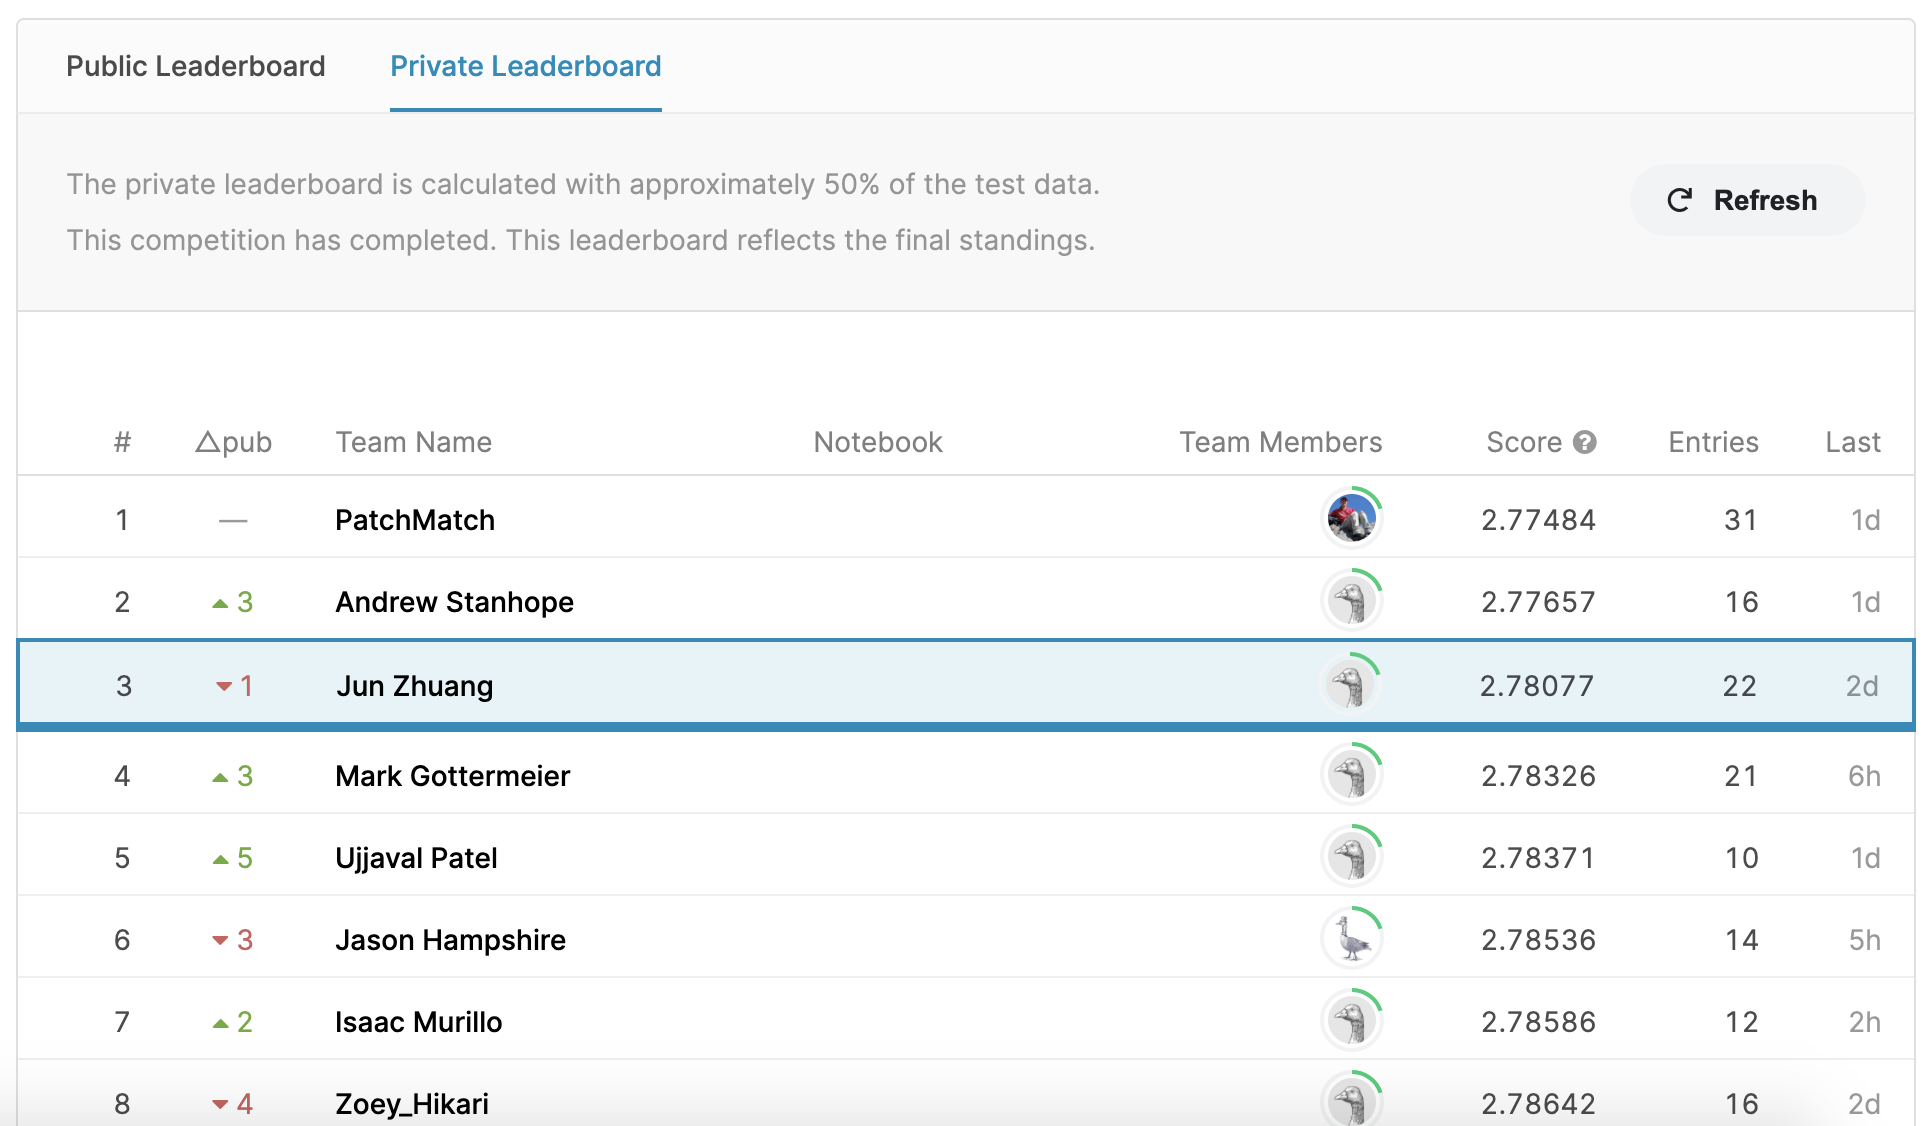 Public Leaderboard Private Leaderboard
The private leaderboard is calculated with approximately 50% of the test data.
This competition has completed. This leaderboard reflects the final standings.
Refresh
# △pub Team Name Notebook Team Members Score ? Entries Last
1 — PatchMatch 2.77484 31 1d
2 ▲ 3 Andrew Stanhope 2.77657 16 1d
3 ▼ 1 Jun Zhuang 2.78077 22 2d
4 ▲ 3 Mark Gottermeier 2.78326 21 6h
5 ▲ 5 Ujjaval Patel 2.78371 10 1d
6 ▼ 3 Jason Hampshire 2.78536 14 5h
7 ▲ 2 Isaac Murillo 2.78586 12 2h
8 ▼ 4 Zoey_Hikari 2.78642 16 2d